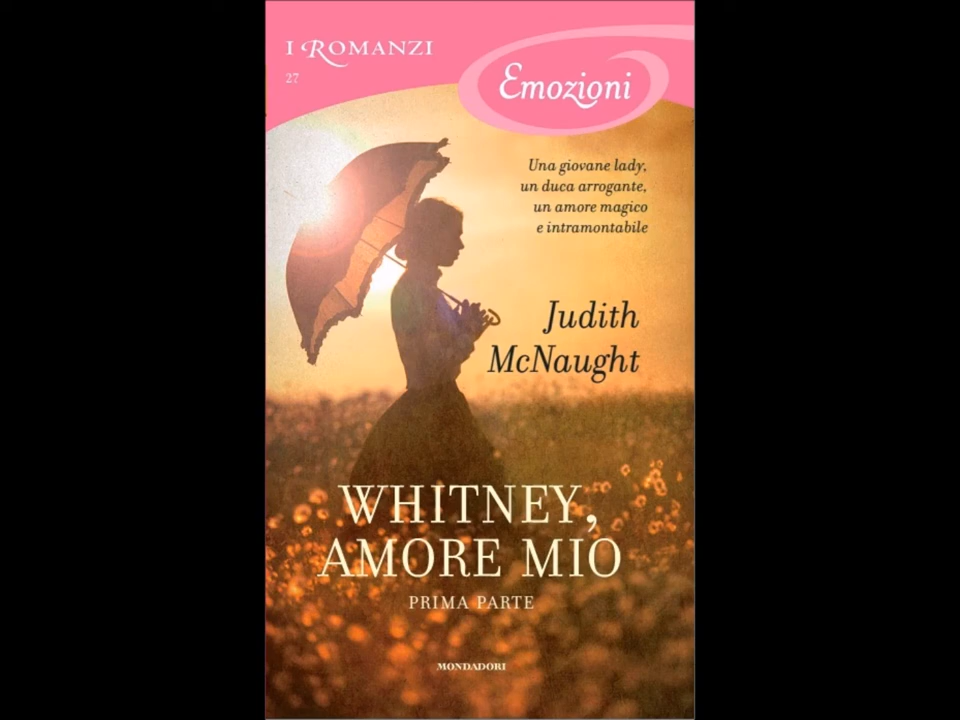 I ROMANZI
27
Emozioni
Una giovane lady,
un duca arrogante,
un amore magico
e intramontabile
Judith
McNaught
WHITNEY,
AMORE MIO
PRIMA PARTE
MONDADORI